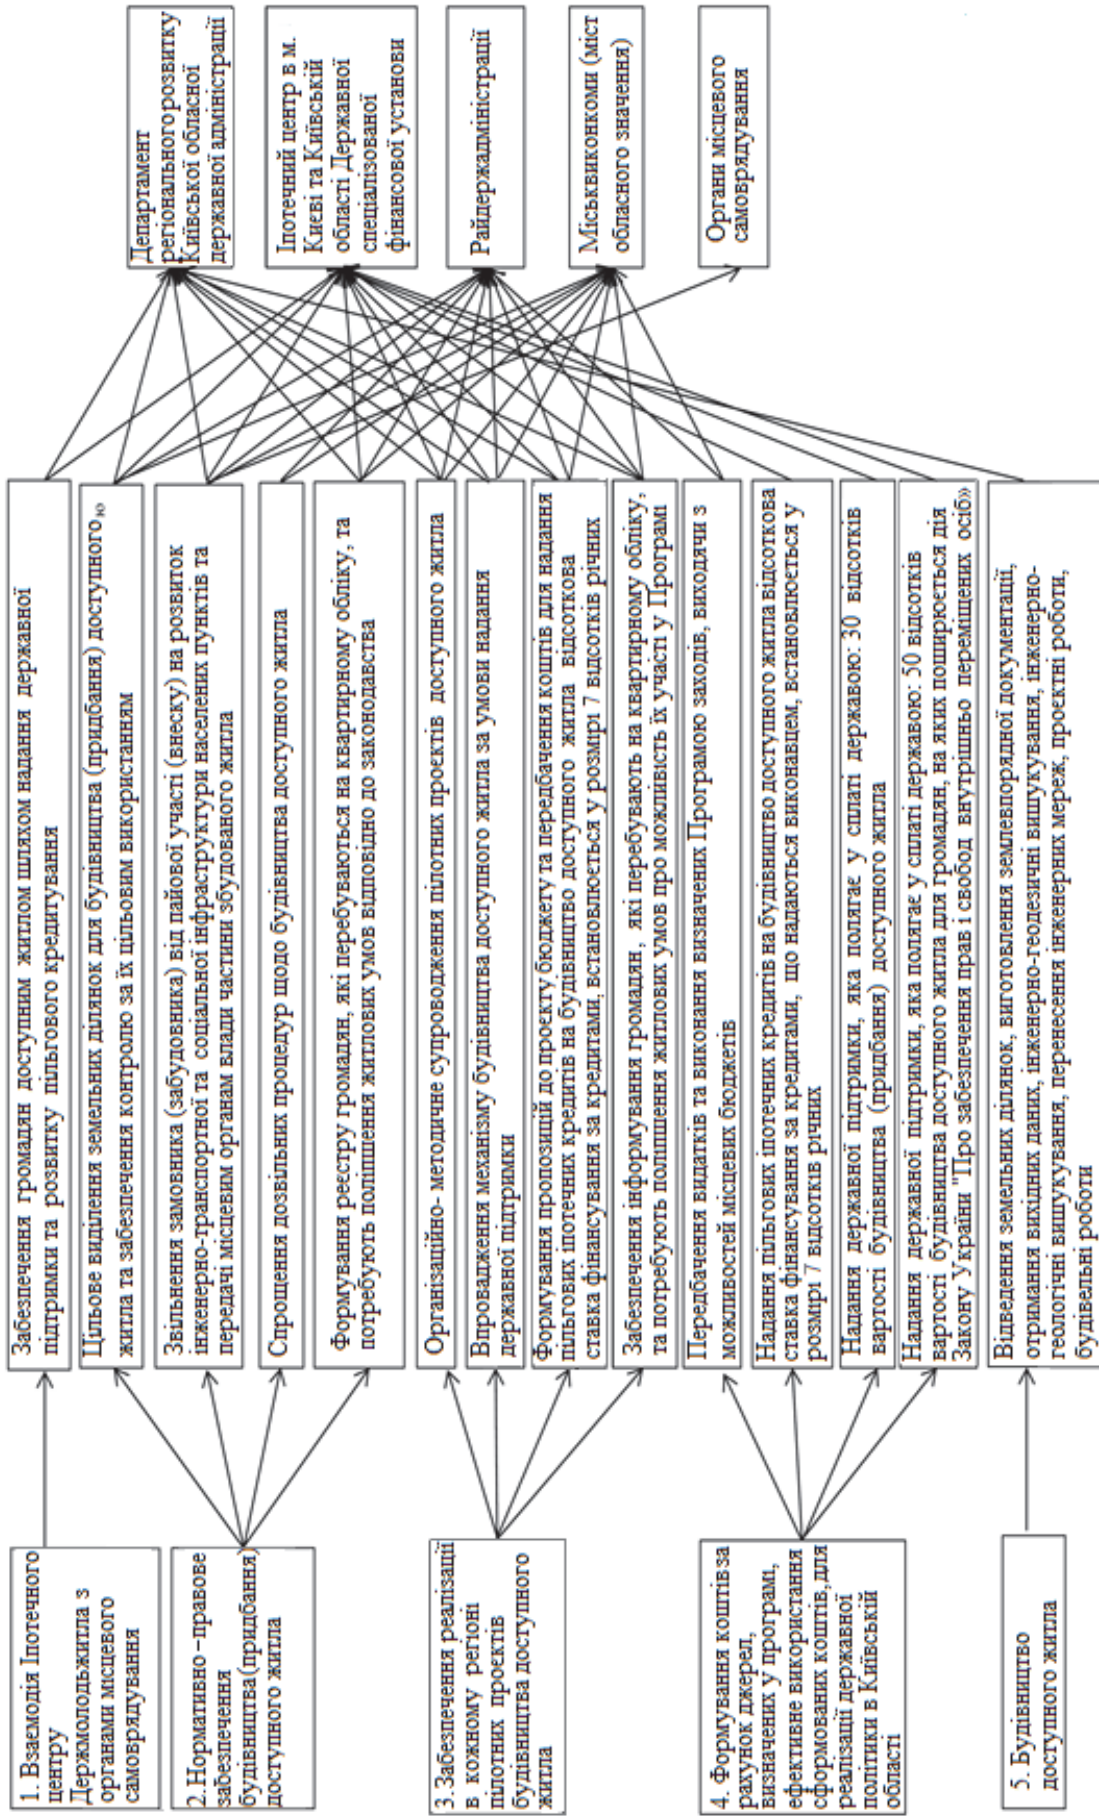 1. Взаємодія Іпотечного
центру
Держмолодьжитла з
органами місцевого
самоврядування
2.Нормативно-правове
забезпечення
будівництва(придбання)
доступного житла
3.Забезпечення реалізації
в кожному регіоні
пілотних проектів
будівництва доступного
житла
4. Формування коштів за
рахунок джерел,
визначених у програмі,
ефективне використання
сформованих коштів, для
реалізації державної
політики в Київській
області
5. Будівництво
доступного житла
Забезпечення громадян доступним житлом шляхом надання державної
підтримки та розвитку пільгового кредитування
Цільове виділення земельних ділянок для будівництва (придбання) доступного ю
житла та забезпечення контролю за їх цільовим використанням
Звільнення замовника (забудовника) від пайової участі (внеску) на розвиток
інженерно-транспортної та соціальної інфраструктури населених пунктів та
передачі місцевим органам влади частини збудованого житла
Спрощення дозвільних процедур щодо будівництва доступного житла
Формування реєстру громадян, які перебуваються на квартирному обліку, та
потребують поліпшення житлових умов відповідно до законодавства
Організаційно- методичне супроводження пілотних проектів доступного житла
Впровадження механізму будівництва доступного житла за умови надання
державної підтримки
Формування пропозицій до проекту бюджету та передбачення коштів для надання
пільгових іпотечних кредитів на будівництво доступного житла відсоткова
ставка фінансування за кредитами, встановлюється у розмірі 7 відсотків річних
Забезпечення інформування громадян, які перебувають на квартирному обліку,
та потребують поліпшення житлових умов про можливість їх участі у Програмі
Передбачення видатків та виконання визначених Програмою заходів, виходячи з
можливостей місцевих бюджетів
Надання пільгових іпотечних кредитів на будівництво доступного житла відсоткова
ставка фінансування за кредитами, що надаються виконавцем, встановлюється у
розмірі 7 відсотків річних
Надання державної підтримки, яка полягає у сплаті державою: 30 відсотків
вартості будівництва (придбання) доступного житла
Надання державної підтримки, яка полягає у сплаті державою: 50 відсотків
вартості будівництва доступного житла для громадян, на яких поширюється дія
Закону України "Про забезпечення прав і свобод внутрішньо переміщених осіб»
Відведення земельних ділянок, виготовлення землевпорядної документації,
отримання вихідних даних, інженерно-геодезичні вишукування, інженерно-
геологічні вишукування, перенесення інженерних мереж, проектні роботи,
будівельні роботи
Департамент
регіонального розвитку
Київської обласної
державної адміністрації
Іпотечний центр в м.
Києві та Київській
області Державної
спеціалізованої
фінансової установи
Райдержадміністрації
Міськвиконкоми (міст
обласного значення)
Органи місцевого
самоврядування